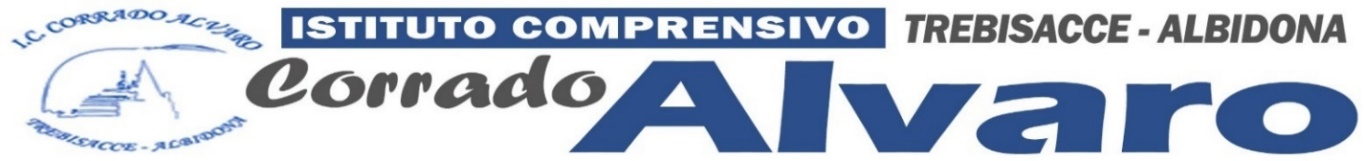 I.C. CORRADO ALVARO
TREBISACCE - ALBIDONA
ISTITUTO COMPRENSIVO TREBISACCE - ALBIDONA
Corrado Alvaro